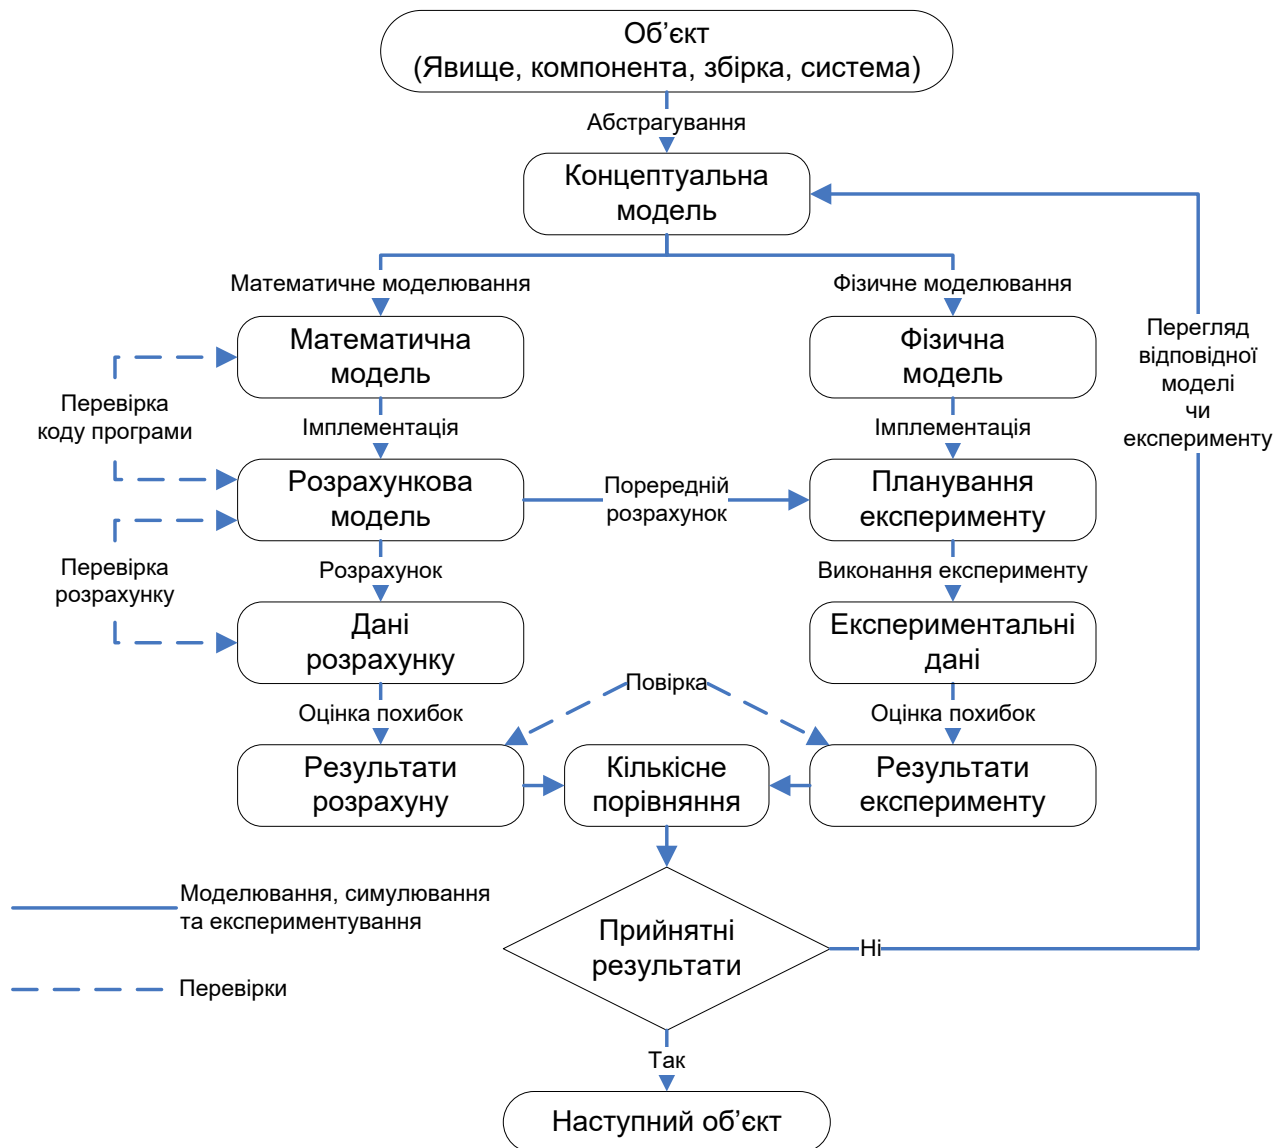 Об’єкт
(Явище, компонента, збірка, система)
Абстрагування
Концептуальна
модель
Математичне моделювання
Фізичне моделювання
Математична
модель
Фізична
модель
Перегляд
відповідної
моделі
чи
експерименту
Перевірка
коду програми
Імплементація
Імплементація
Розрахункова
модель
Порередній
розрахунок
Планування
експерименту
Перевірка
розрахунку
Розрахунок
Виконання експерименту
Дані
розрахунку
Експериментальні
дані
Повірка
Оцінка похибок
Оцінка похибок
Результати
розрахуну
Кількісне
порівняння
Результати
експерименту
Моделювання, симулювання
та експериментування
Прийнятні
результати
Ні
Перевірки
Так
Наступний об’єкт